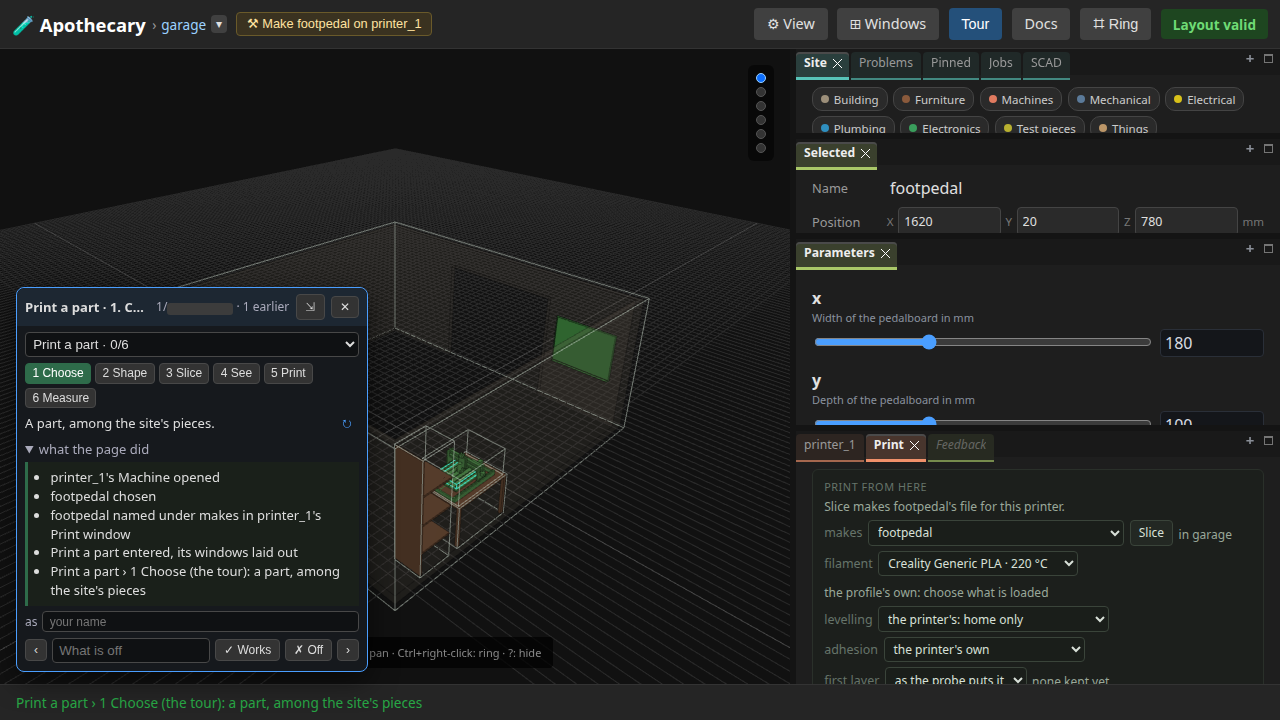 Apothecary › garage ▾
⚒ Make footpedal on printer_1
⚙ View
⊞ Windows
Tour
Docs
⌗ Ring
Layout valid
Site
Problems
Pinned
Jobs
SCAD
Building
Furniture
Machines
Mechanical
Electrical
Plumbing
Electronics
Test pieces
Things
Selected
Name footpedal
Position X 1620 Y 20 Z 780 mm
Parameters
x
Width of the pedalboard in mm
180
y
Depth of the pedalboard in mm
100
printer_1
Print
Feedback
PRINT FROM HERE
Slice makes footpedal's file for this printer.
makes footpedal Slice in garage
filament Creality Generic PLA · 220 °C
the profile's own: choose what is loaded
levelling the printer's: home only
adhesion the printer's own
first layer as the probe puts it none kept yet
Print a part · 1. C... 1/ · 1 earlier
Print a part · 0/6
1 Choose
2 Shape
3 Slice
4 See
5 Print
6 Measure
A part, among the site's pieces.
▼ what the page did
printer_1's Machine opened
footpedal chosen
footpedal named under makes in printer_1's
Print window
Print a part entered, its windows laid out
Print a part › 1 Choose (the tour): a part, among
the site's pieces
as your name
‹ What is off ✓ Works ✗ Off ›
pan · Ctrl+right-click: ring · ?: hide
Print a part › 1 Choose (the tour): a part, among the site's pieces